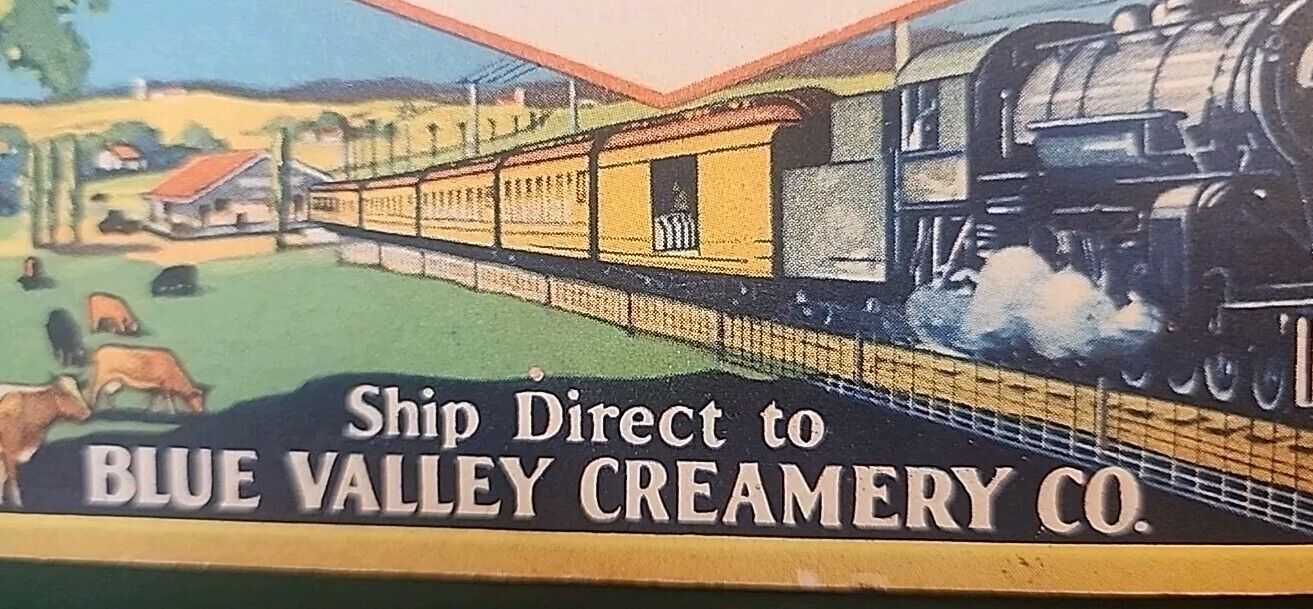 Ship Direct to
BLUE VALLEY CREAMERY CO.